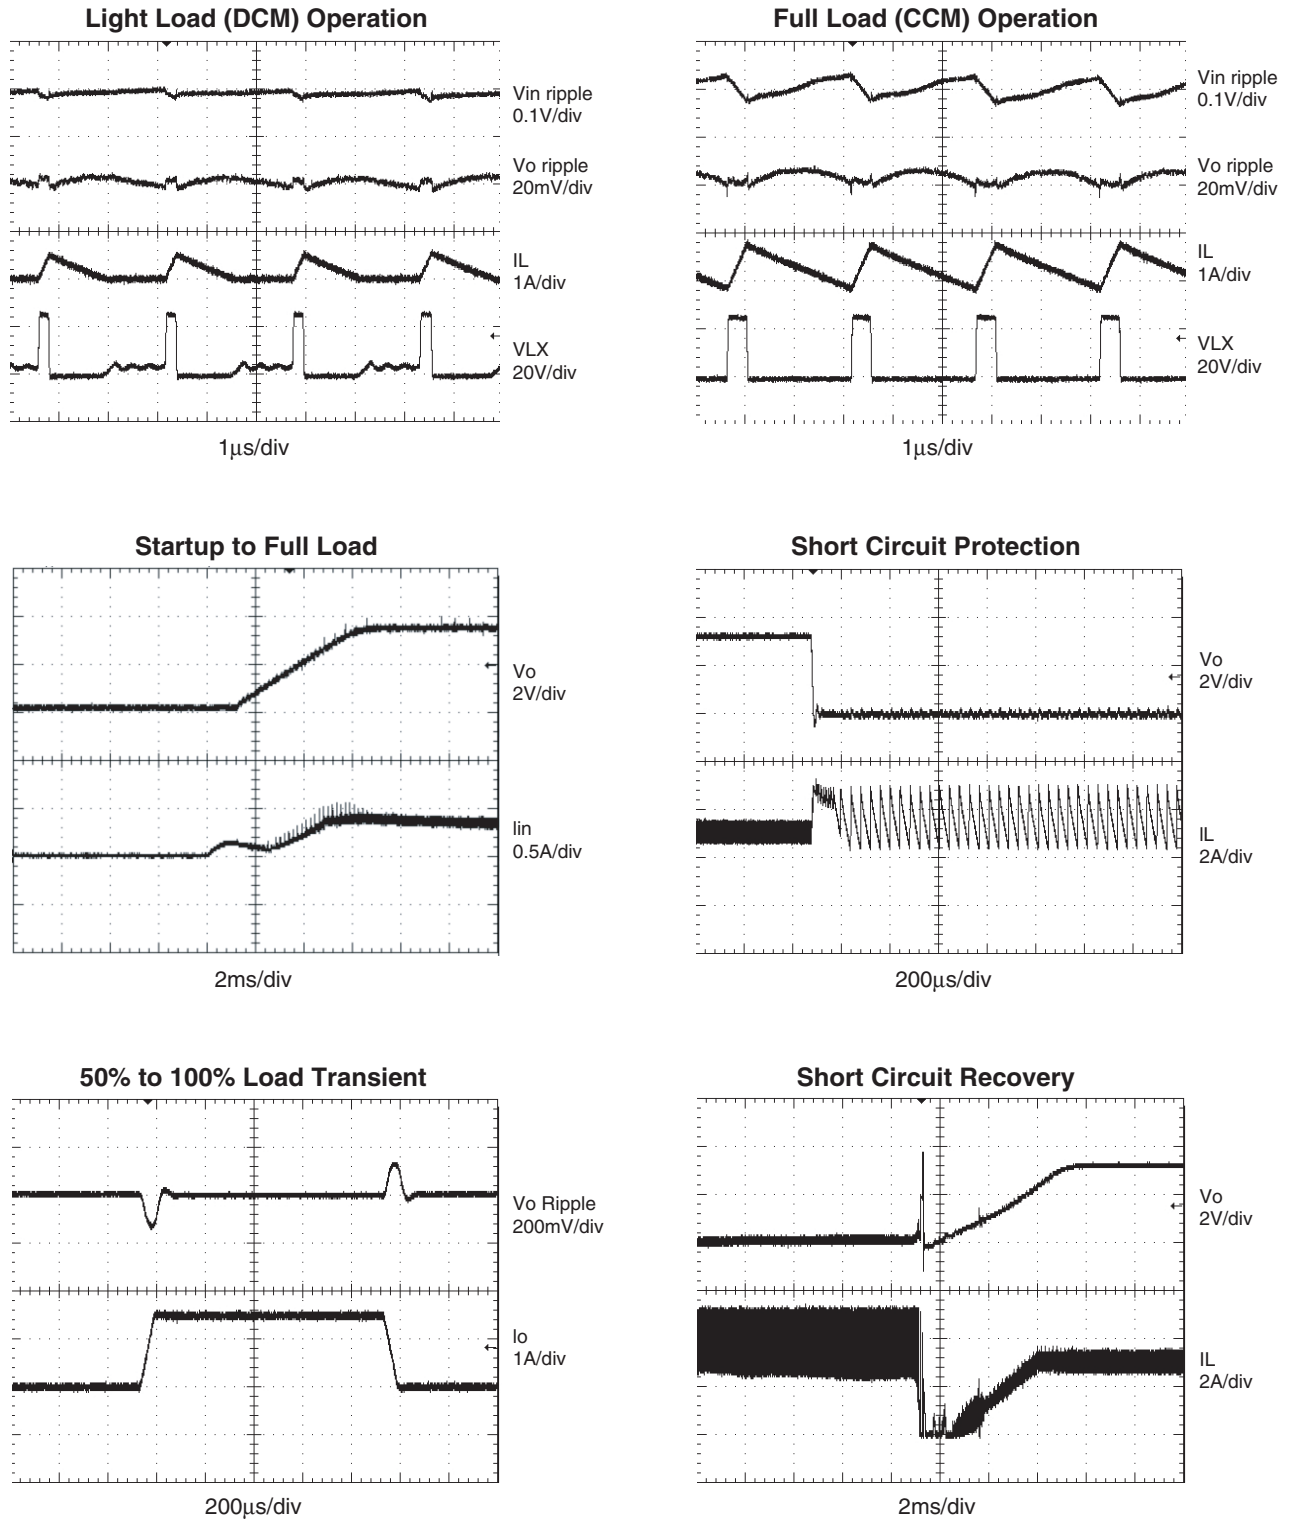 Light Load (DCM) Operation
Vin ripple
0.1V/div
Vo ripple
20mV/div
IL
1A/div
VLX
20V/div
1μs/div
Full Load (CCM) Operation
Vin ripple
0.1V/div
Vo ripple
20mV/div
IL
1A/div
VLX
20V/div
1μs/div
Startup to Full Load
Vo
2V/div
Iin
0.5A/div
2ms/div
Short Circuit Protection
Vo
2V/div
IL
2A/div
200μs/div
50% to 100% Load Transient
Vo Ripple
200mV/div
Io
1A/div
200μs/div
Short Circuit Recovery
Vo
2V/div
IL
2A/div
2ms/div